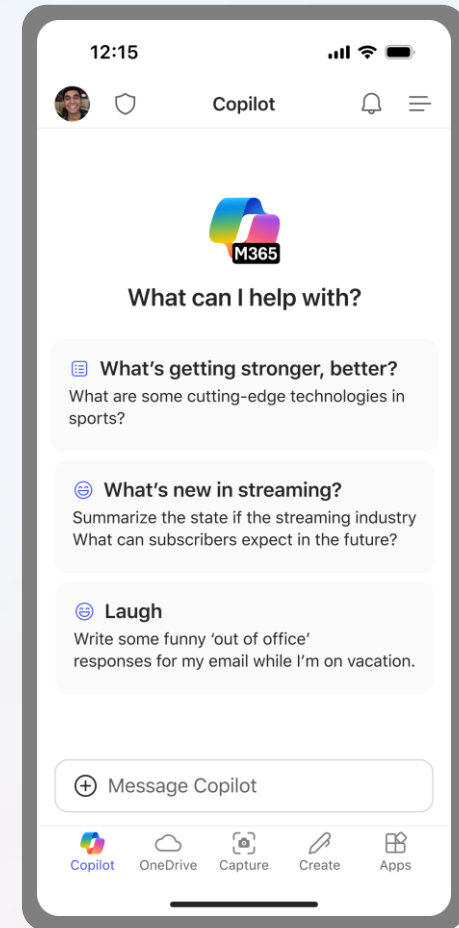 12:15
Copilot
M365
What can I help with?
What's getting stronger, better?
What are some cutting-edge technologies in
sports?
What's new in streaming?
Summarize the state if the streaming industry
What can subscribers expect in the future?
Laugh
Write some funny ‘out of office’
responses for my email while I'm on vacation.
Message Copilot
Copilot OneDrive Capture Create Apps